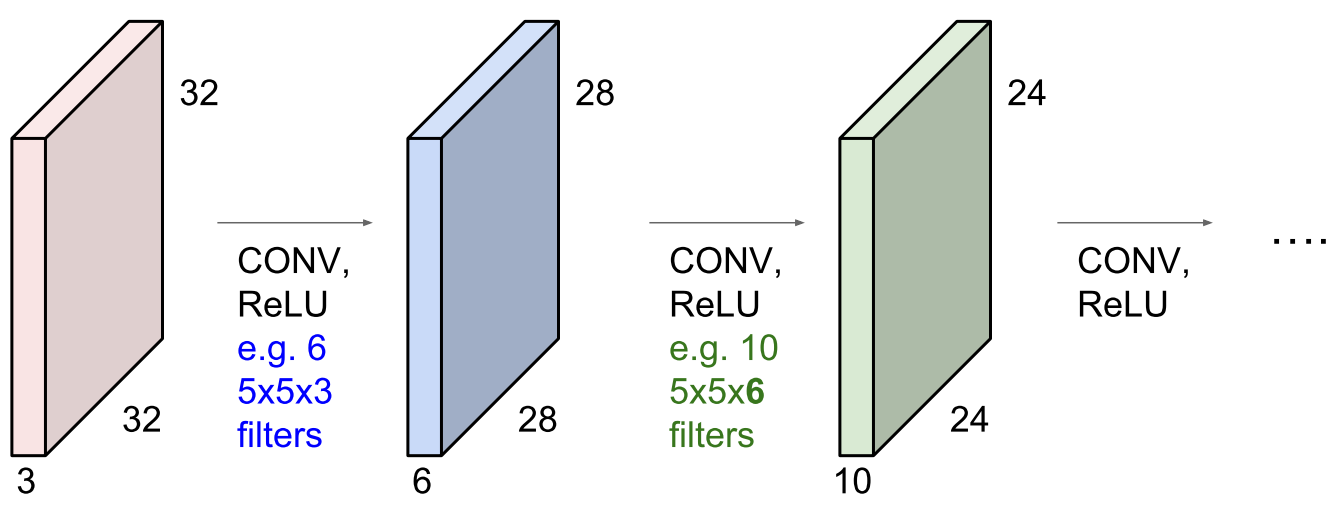 32
32
3
CONV,
ReLU
e.g. 6
5x5x3
filters
28
28
6
CONV,
ReLU
e.g. 10
5x5x6
filters
24
24
10
CONV,
ReLU
....